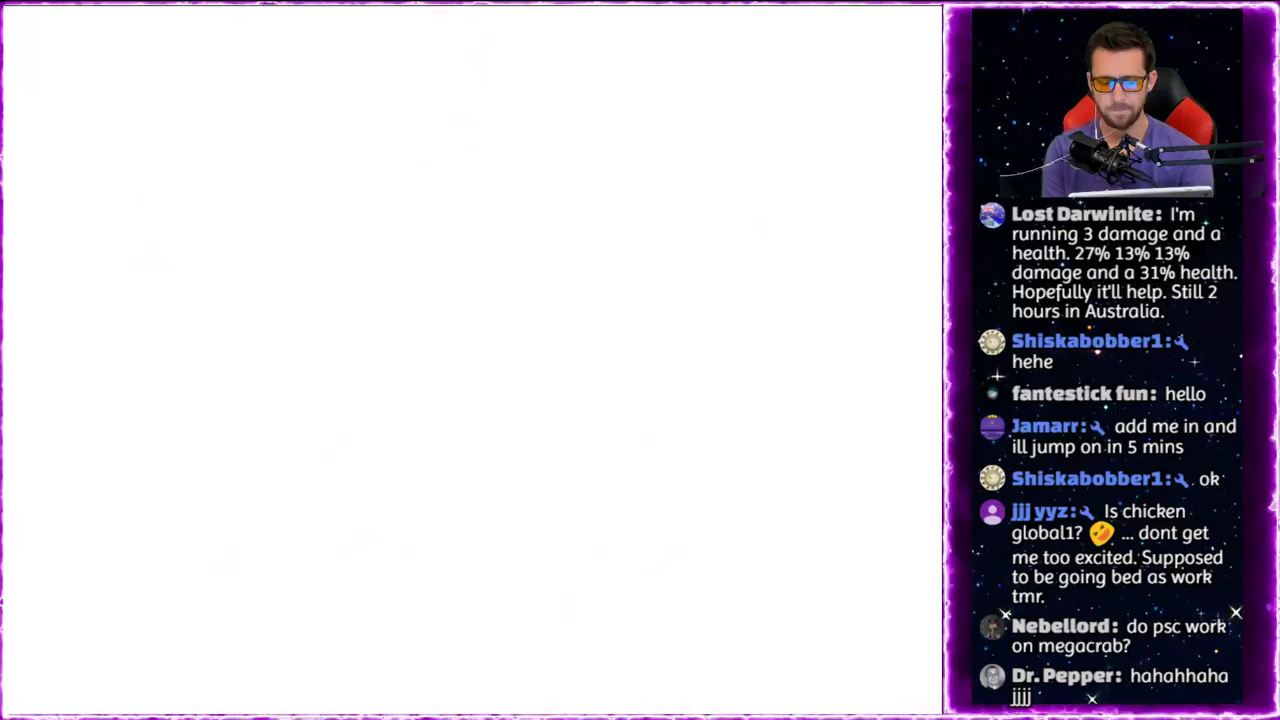 Lost Darwinite: I'm
running 3 damage and a
health. 27% 13% 13%
damage and a 31% health.
Hopefully it'll help. Still 2
hours in Australia.
Shiskabobber1:
hehe
fantestick fun: hello
Jamarr: add me in and
ill jump on in 5 mins
Shiskabobber1: ok
jjj yyz: Is chicken
global1? ... dont get
me too excited. Supposed
to be going bed as work
tmr.
Nebellord: do psc work
on megacrab?
Dr. Pepper: hahahhaha
jjjj